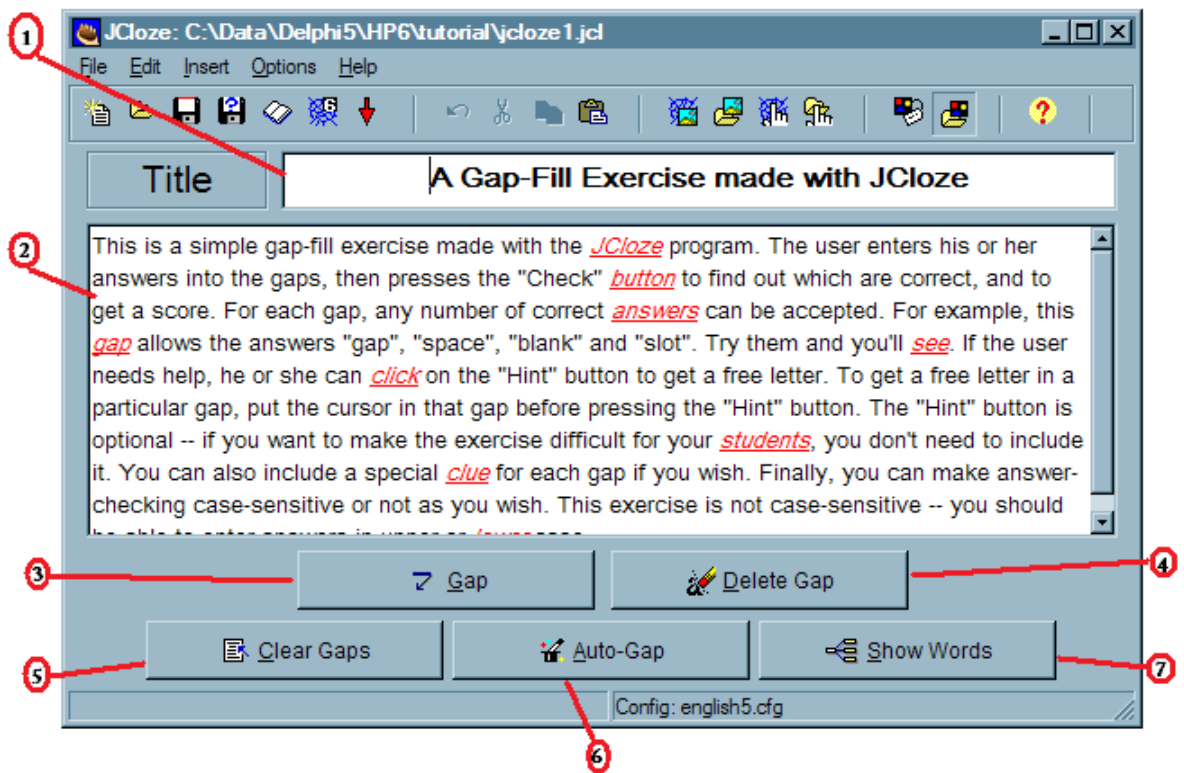 JCloze: C:\Data\Delphi5\HP6\tutorial\jcloze1.jcl
File Edit Insert Options Help
1
Title
A Gap-Fill Exercise made with JCloze
2
This is a simple gap-fill exercise made with the JCloze program. The user enters his or her
answers into the gaps, then presses the "Check" button to find out which are correct, and to
get a score. For each gap, any number of correct answers can be accepted. For example, this
gap allows the answers "gap", "space", "blank" and "slot". Try them and you'll see. If the user
needs help, he or she can click on the "Hint" button to get a free letter. To get a free letter in a
particular gap, put the cursor in that gap before pressing the "Hint" button. The "Hint" button is
optional -- if you want to make the exercise difficult for your students, you don't need to include
it. You can also include a special clue for each gap if you wish. Finally, you can make answer-
checking case-sensitive or not as you wish. This exercise is not case-sensitive -- you should
be able to enter answers in upper or lower case
3
Gap
Delete Gap
4
5
Clear Gaps
Auto-Gap
Show Words
7
Config: english5.cfg
6